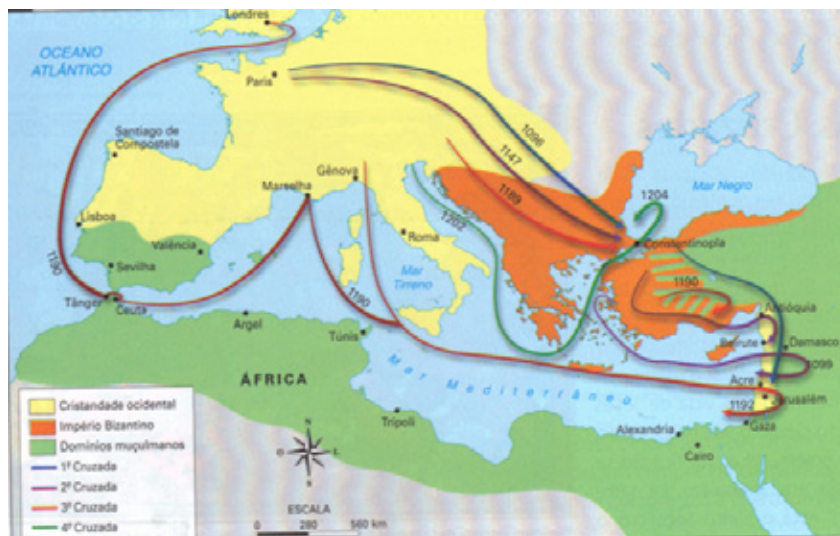 Londres
OCEANO
ATLÂNTICO
Paris
Santiago de
Compostela
Gênova
Marselha
1096
1147
1189
1204
Mar Negro
Lisboa
Valência
Roma
1202
Constantinopla
Sevilha
1190
Mar
Tirreno
1190
1190
Tânger
Ceuta
Argel
Túnis
Antióquia
Beirute
Damasco
1099
ÁFRICA
Mar Mediterrâneo
Acre
Jerusalém
1192
Gaza
Trípoli
Alexandria
Cairo
Cristandade ocidental
Império Bizantino
Domínios muçulmanos
1ª Cruzada
2ª Cruzada
3ª Cruzada
4ª Cruzada
N
O
L
S
ESCALA
0 280 560 km